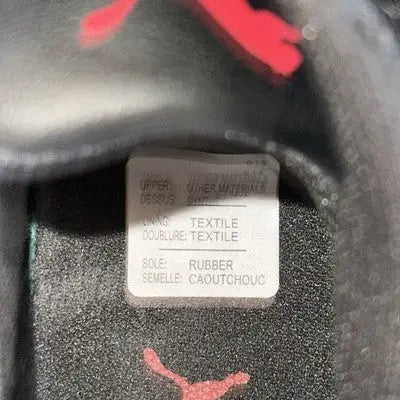 UPPER: OTHER MATERIALS
DESSUS:
LINING: TEXTILE
DOUBLURE: TEXTILE
SOLE: RUBBER
SEMELLE: CAOUTCHOUC